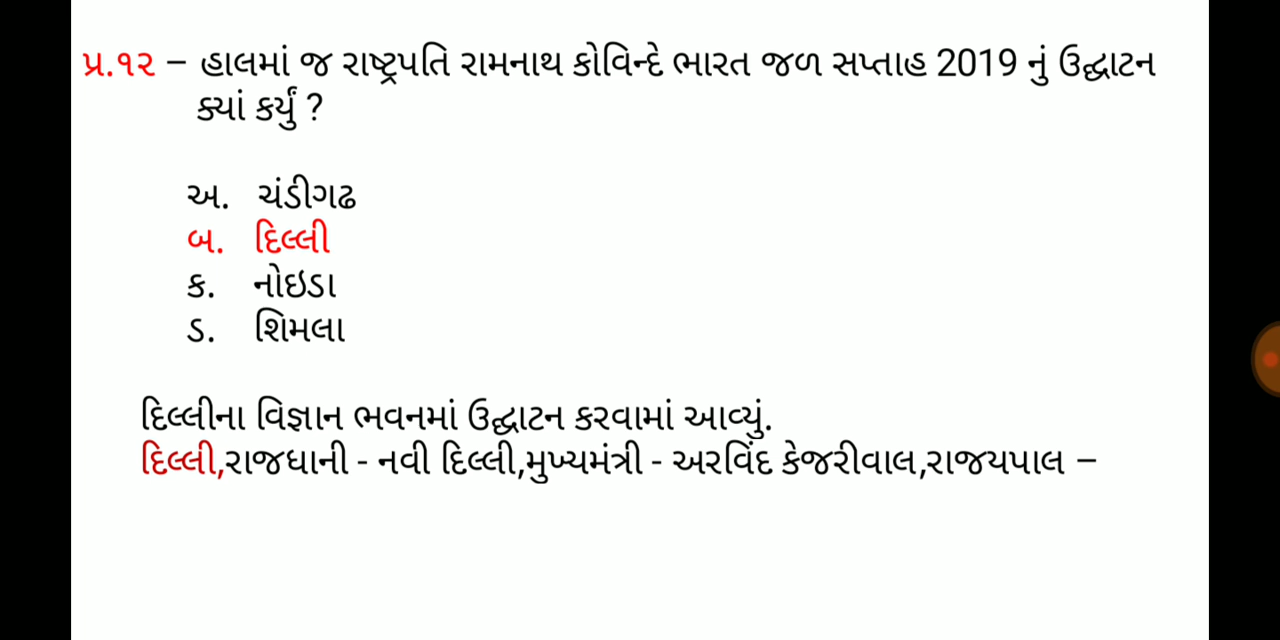 પ્ર.૧૨ – હાલમાં જ રાષ્ટ્રપતિ રામનાથ કોવિન્દે ભારત જળ સપ્તાહ 2019 નું ઉદ્ઘાટન
ક્યાં કર્યું ?
અ. ચંડીગઢ
બ. દિલ્લી
ક. નોઇડા
ડ. શિમલા
દિલ્લીના વિજ્ઞાન ભવનમાં ઉદ્ઘાટન કરવામાં આવ્યું.
દિલ્લી,રાજધાની - નવી દિલ્લી,મુખ્યમંત્રી - અરવિંદ કેજરીવાલ,રાજયપાલ –